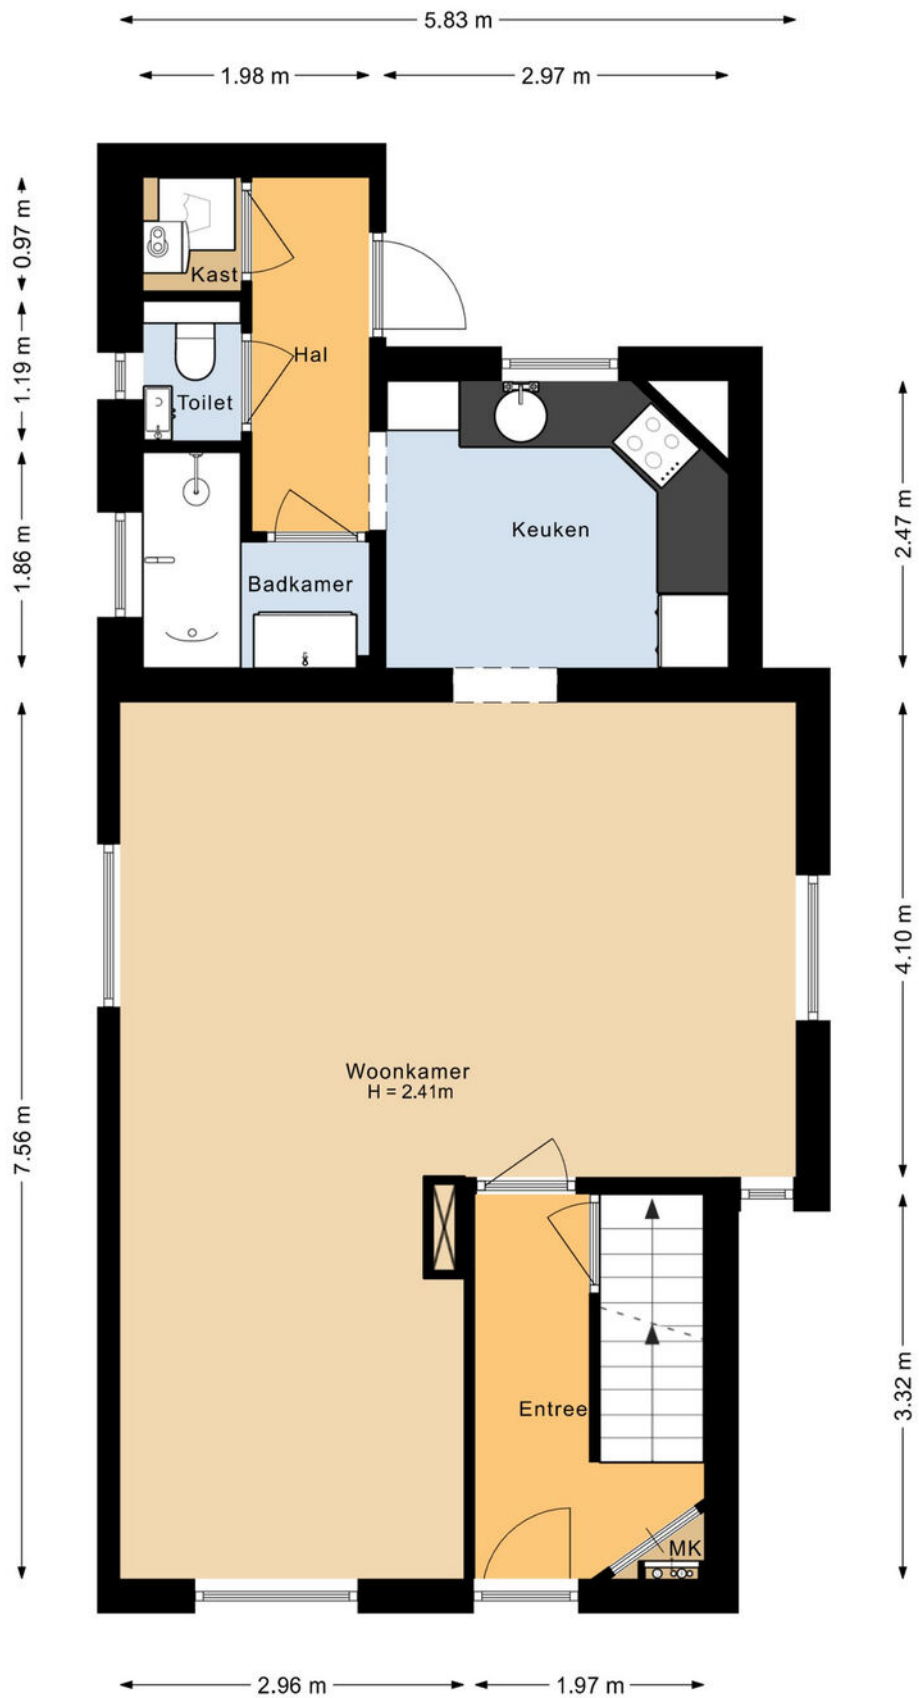 5.83 m
1.98 m
2.97 m
0.97 m
Kast
1.19 m
Hal
Toilet
1.86 m
2.47 m
Keuken
Badkamer
4.10 m
Woonkamer
H = 2.41m
7.56 m
3.32 m
Entree
MK
2.96 m
1.97 m